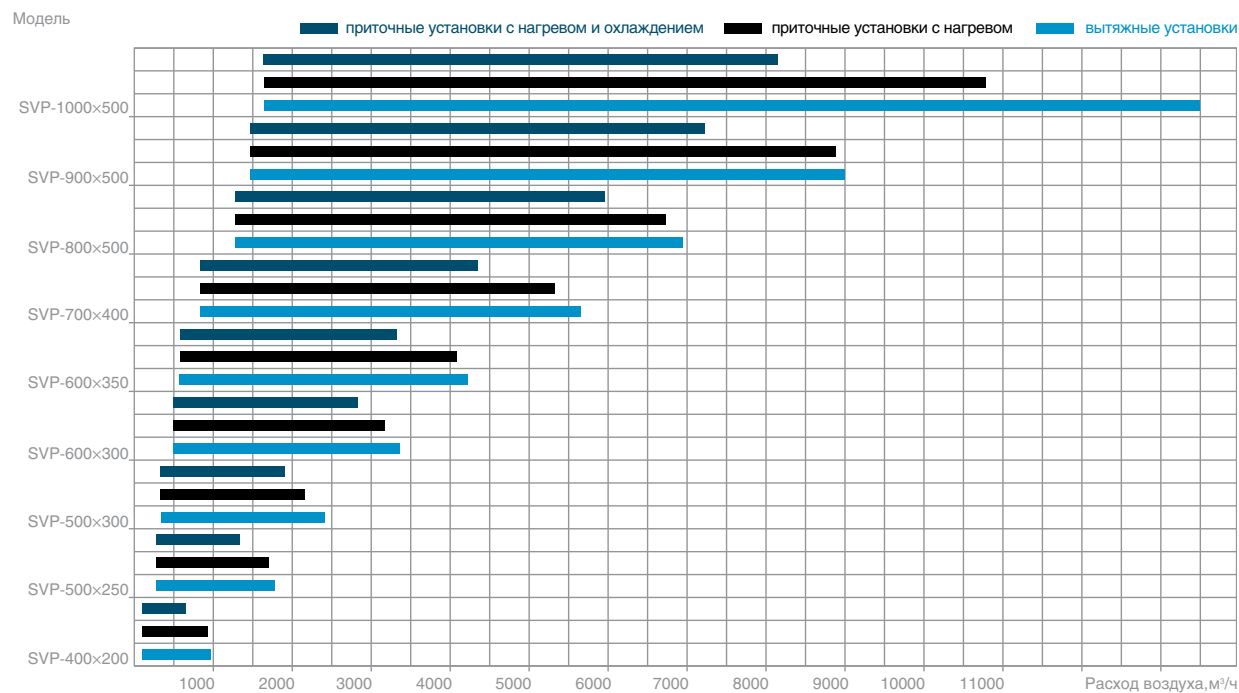 Модель
приточные установки с нагревом и охлаждением приточные установки с нагревом вытяжные установки
SVP-1000×500
SVP-900×500
SVP-800×500
SVP-700×400
SVP-600×350
SVP-600×300
SVP-500×300
SVP-500×250
SVP-400×200
1000 2000 3000 4000 5000 6000 7000 8000 9000 10000 11000 Расход воздуха,м³/ч